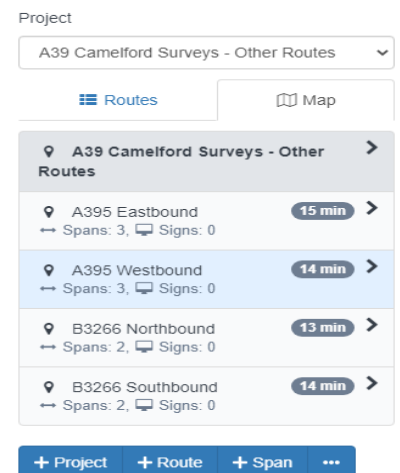 Project
A39 Camelford Surveys - Other Routes
Routes
Map
A39 Camelford Surveys - Other
Routes
A395 Eastbound 15 min
Spans: 3, Signs: 0
A395 Westbound 14 min
Spans: 3, Signs: 0
B3266 Northbound 13 min
Spans: 2, Signs: 0
B3266 Southbound 14 min
Spans: 2, Signs: 0
+ Project + Route + Span ...